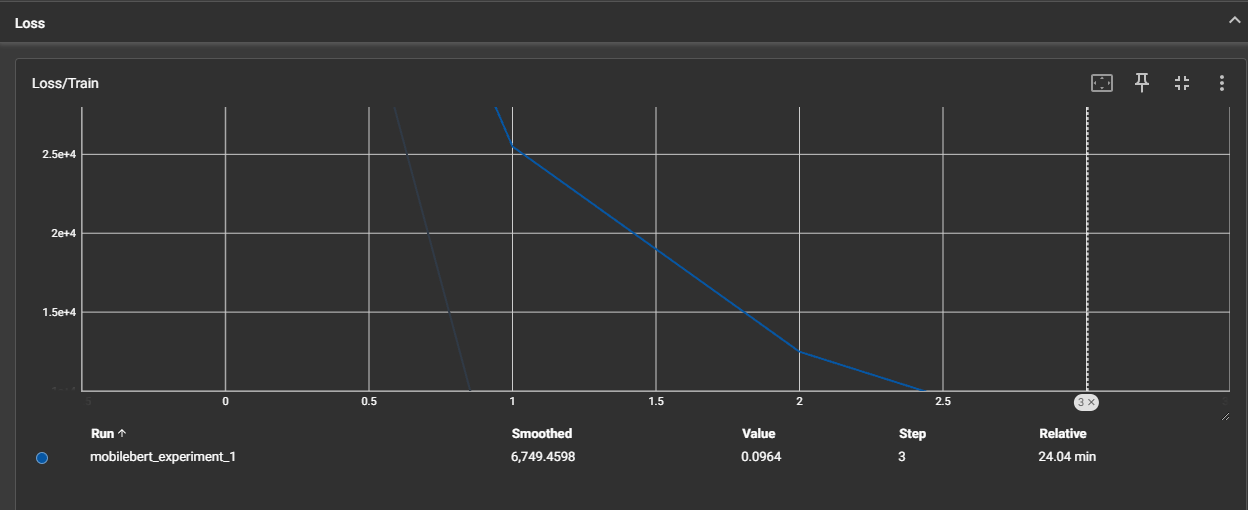 Loss
Loss/Train
2.5e+4
2e+4
1.5e+4
0 0.5 1 1.5 2 2.5 3 ×
Run ↑ Smoothed Value Step Relative
mobilebert_experiment_1 6,749.4598 0.0964 3 24.04 min